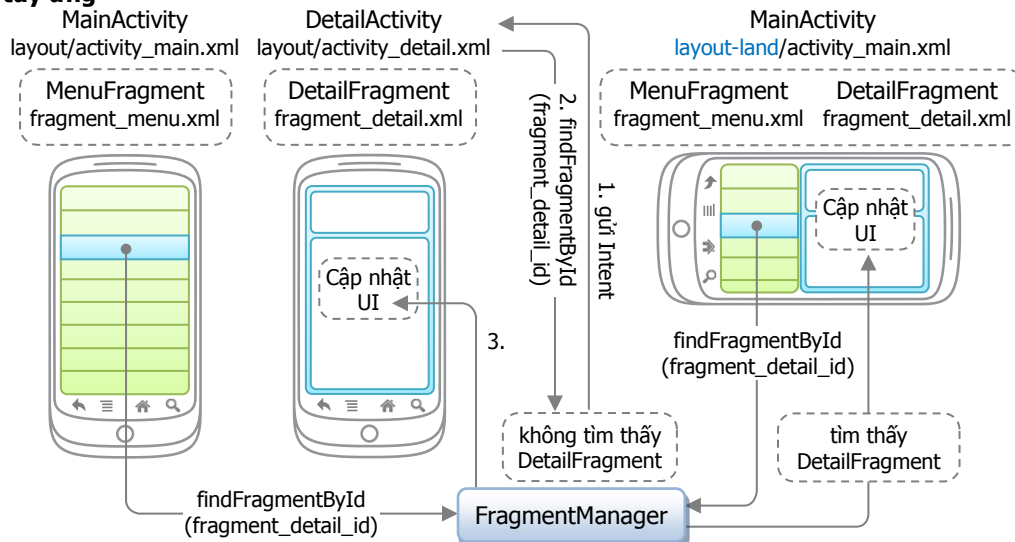 MainActivity
layout/activity_main.xml
MenuFragment
fragment_menu.xml
DetailActivity
layout/activity_detail.xml
DetailFragment
fragment_detail.xml
Cập nhật
UI
1. gửi Intent
2. findFragmentById
(fragment_detail_id)
3.
không tìm thấy
DetailFragment
findFragmentById
(fragment_detail_id)
FragmentManager
MainActivity
layout-land/activity_main.xml
MenuFragment
fragment_menu.xml
DetailFragment
fragment_detail.xml
Cập nhật
UI
findFragmentById
(fragment_detail_id)
tìm thấy
DetailFragment